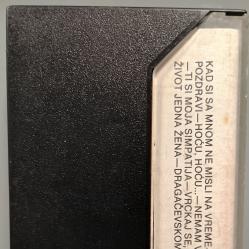 KAD SI SA MNOM NE MISLI NA VREME,
POZDRAVI—HOĆU, HOĆU...—NEMAM
—TI SI MOJA SIMPATIJA—VRCKAJ SE,
ŽIVOT JEDNA ŽENA—DRAGAČEVSKOM